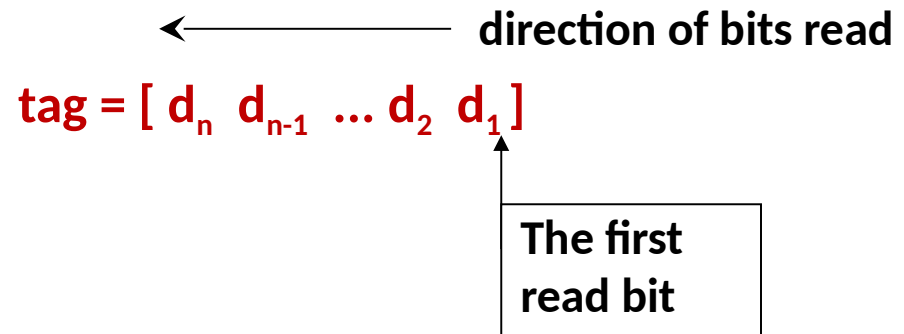 direction of bits read
tag = [ dₙ dₙ₋₁ ... d₂ d₁ ]
The first
read bit